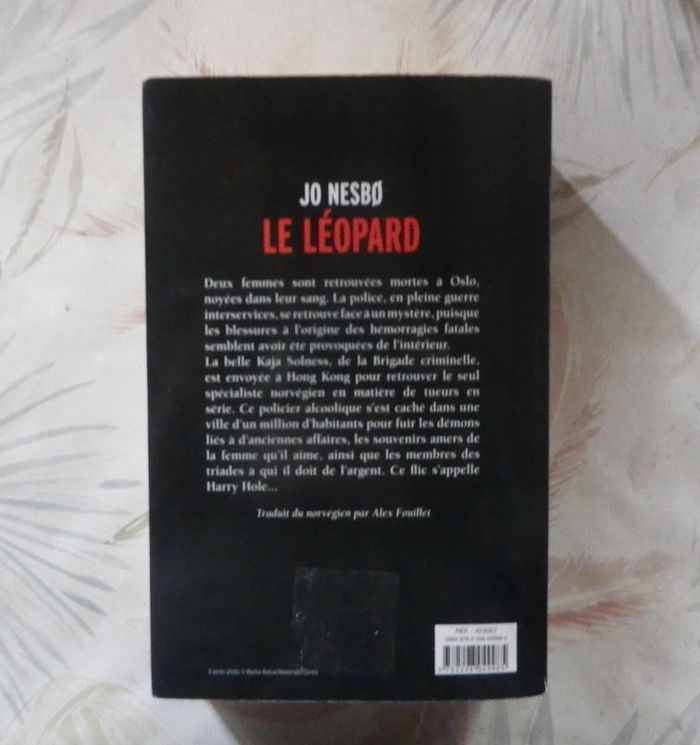 JO NESBØ
LE LÉOPARD
Deux femmes sont retrouvées mortes à Oslo,
noyées dans leur sang. La police, en pleine guerre
interservices, se retrouve face à un mystère, puisque
les blessures à l'origine des hémorragies fatales
semblent avoir été provoquées de l'intérieur.
La belle Kaja Solness, de la Brigade criminelle,
est envoyée à Hong Kong pour retrouver le seul
spécialiste norvégien en matière de tueurs en
série. Ce policier alcoolique s'est caché dans une
ville d'un million d'habitants pour fuir les démons
liés à d'anciennes affaires, les souvenirs amers de
la femme qu'il aime, ainsi que les membres des
triades à qui il doit de l'argent. Ce flic s'appelle
Harry Hole...
Traduit du norvégien par Alex Fouillet
RÉF. :
ISBN
D'après photo ©